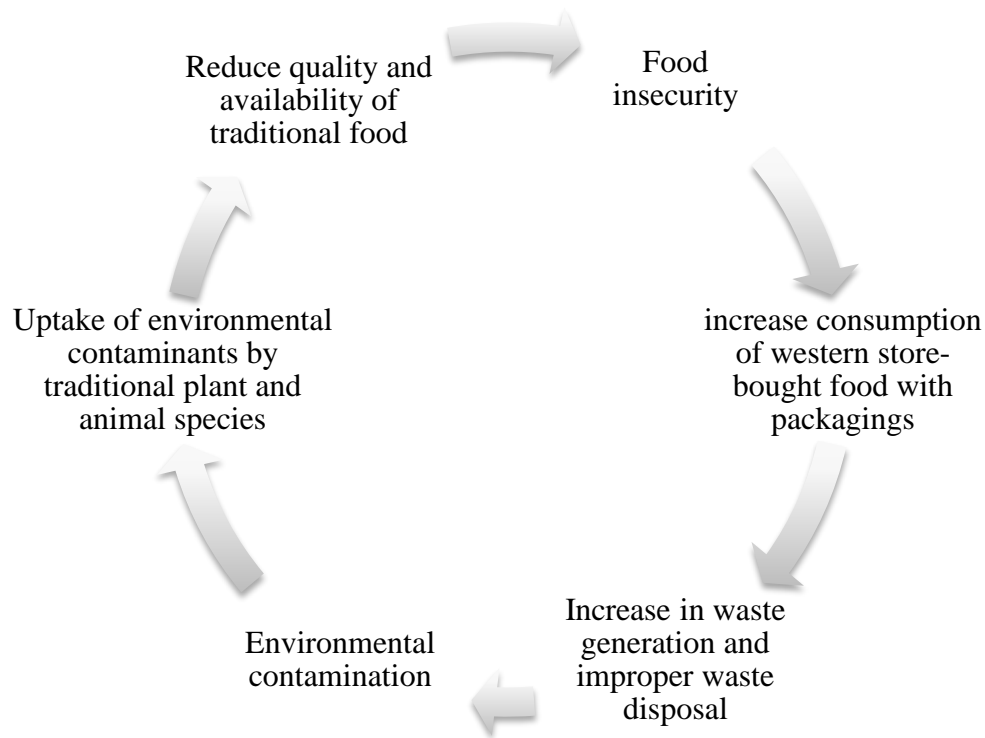 Reduce quality and
availability of
traditional food
Food
insecurity
increase consumption
of western store-
bought food with
packagings
Increase in waste
generation and
improper waste
disposal
Environmental
contamination
Uptake of environmental
contaminants by
traditional plant and
animal species